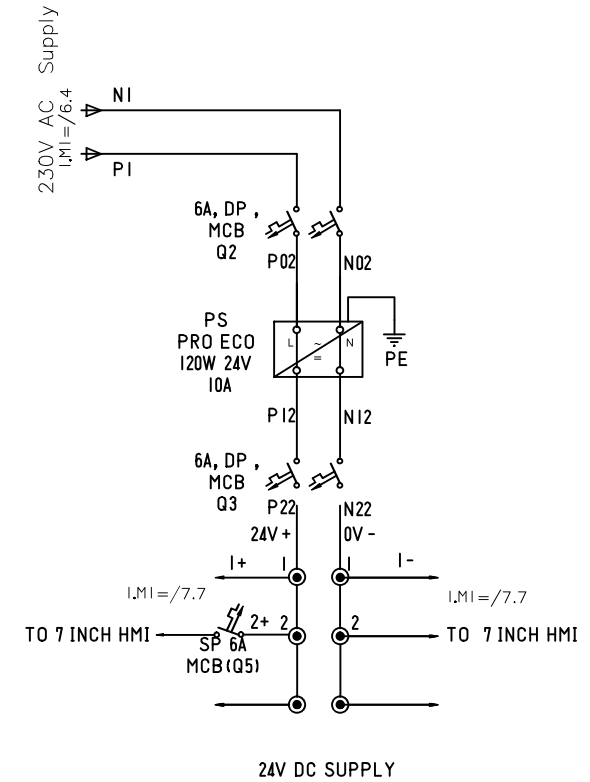 230V AC Supply
1.M1=/6.4
N1
P1
6A, DP ,
MCB
Q2
P02
N02
PS
PRO ECO
120W 24V
10A
L
~
=
N
PE
P12
N12
6A, DP ,
MCB
Q3
P22
N22
24V +
0V -
1+
1
1
1-
1.M1=/7.7
1.M1=/7.7
2+
2
2
TO 7 INCH HMI
TO 7 INCH HMI
SP 6A
MCB(Q5)
24V DC SUPPLY